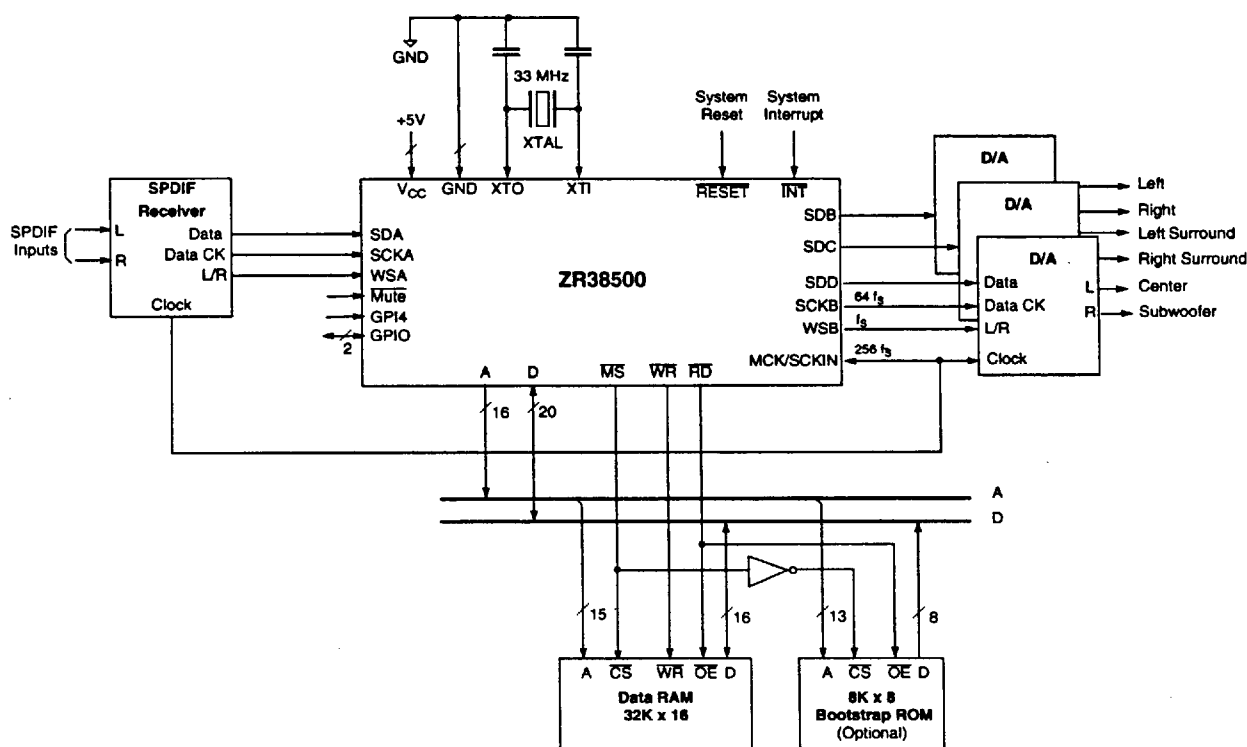 GND
33 MHz
XTAL
+5V
System
Reset
System
Interrupt
VCC
GND
XTO
XTI
RESET
INT
SPDIF
Receiver
SPDIF
Inputs
L
R
Data
Data CK
L/R
Clock
SDA
SCKA
WSA
Mute
GPI4
GPIO
2
ZR38500
SDB
SDC
SDD
SCKB
WSB
MCK/SCKIN
64 fS
fS
256 fS
D/A
D/A
D/A
Data
Data CK
L/R
Clock
L
R
Left
Right
Left Surround
Right Surround
Center
Subwoofer
A
D
MS
WR
RD
16
20
A
D
15
16
13
8
A
CS
WR
OE
D
Data RAM
32K x 16
A
CS
OE
D
8K x 8
Bootstrap ROM
(Optional)